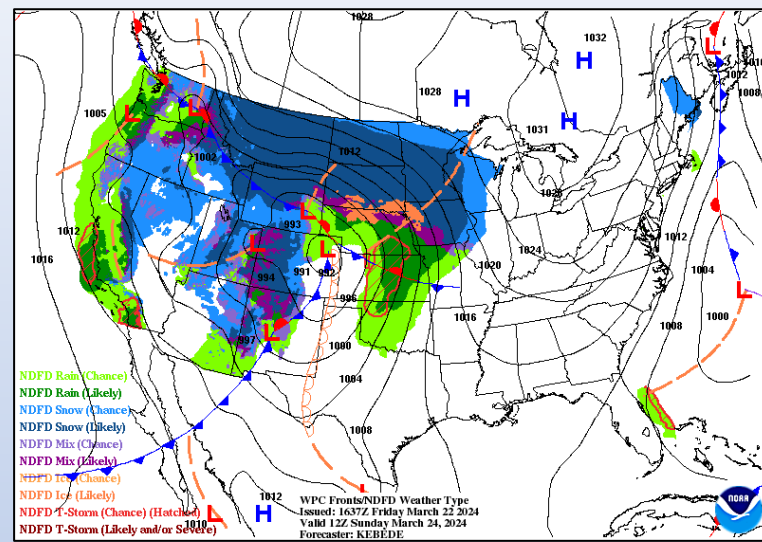 1028
1032
H
H
H
L
L
L
L
1012
1010
1008
1028
1005
1031
1002
1012
1012
1012
1024
1016
993
994
991
992
1020
1004
996
1016
1000
1008
997
1000
1004
1008
L
L
L
L
L
L
NDFD Rain (Chance)
NDFD Rain (Likely)
NDFD Snow (Chance)
NDFD Snow (Likely)
NDFD Mix (Chance)
NDFD Mix (Likely)
NDFD Ice (Chance)
NDFD Ice (Likely)
NDFD T-Storm (Chance) (Hatched)
NDFD T-Storm (Likely and/or Severe)
1012
H
1010
WPC Fronts/NDFD Weather Type
Issued: 1637Z Friday March 22 2024
Valid 12Z Sunday March 24, 2024
Forecaster: KEBEDE
NOAA